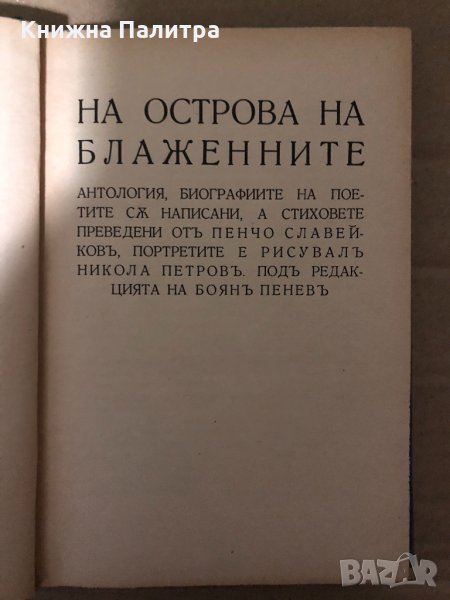 Книжна Палитра
НА ОСТРОВА НА
БЛАЖЕННИТЕ
АНТОЛОГИЯ, БИОГРАФИИТЕ НА ПОЕ-
ТИТЕ СѪ НАПИСАНИ, А СТИХОВЕТЕ
ПРЕВЕДЕНИ ОТЪ ПЕНЧО СЛАВЕЙ-
КОВЪ, ПОРТРЕТИТЕ Е РИСУВАЛЪ
НИКОЛА ПЕТРОВЪ. ПОДЪ РЕДАК-
ЦИЯТА НА БОЯНЪ ПЕНЕВЪ
BAZAR